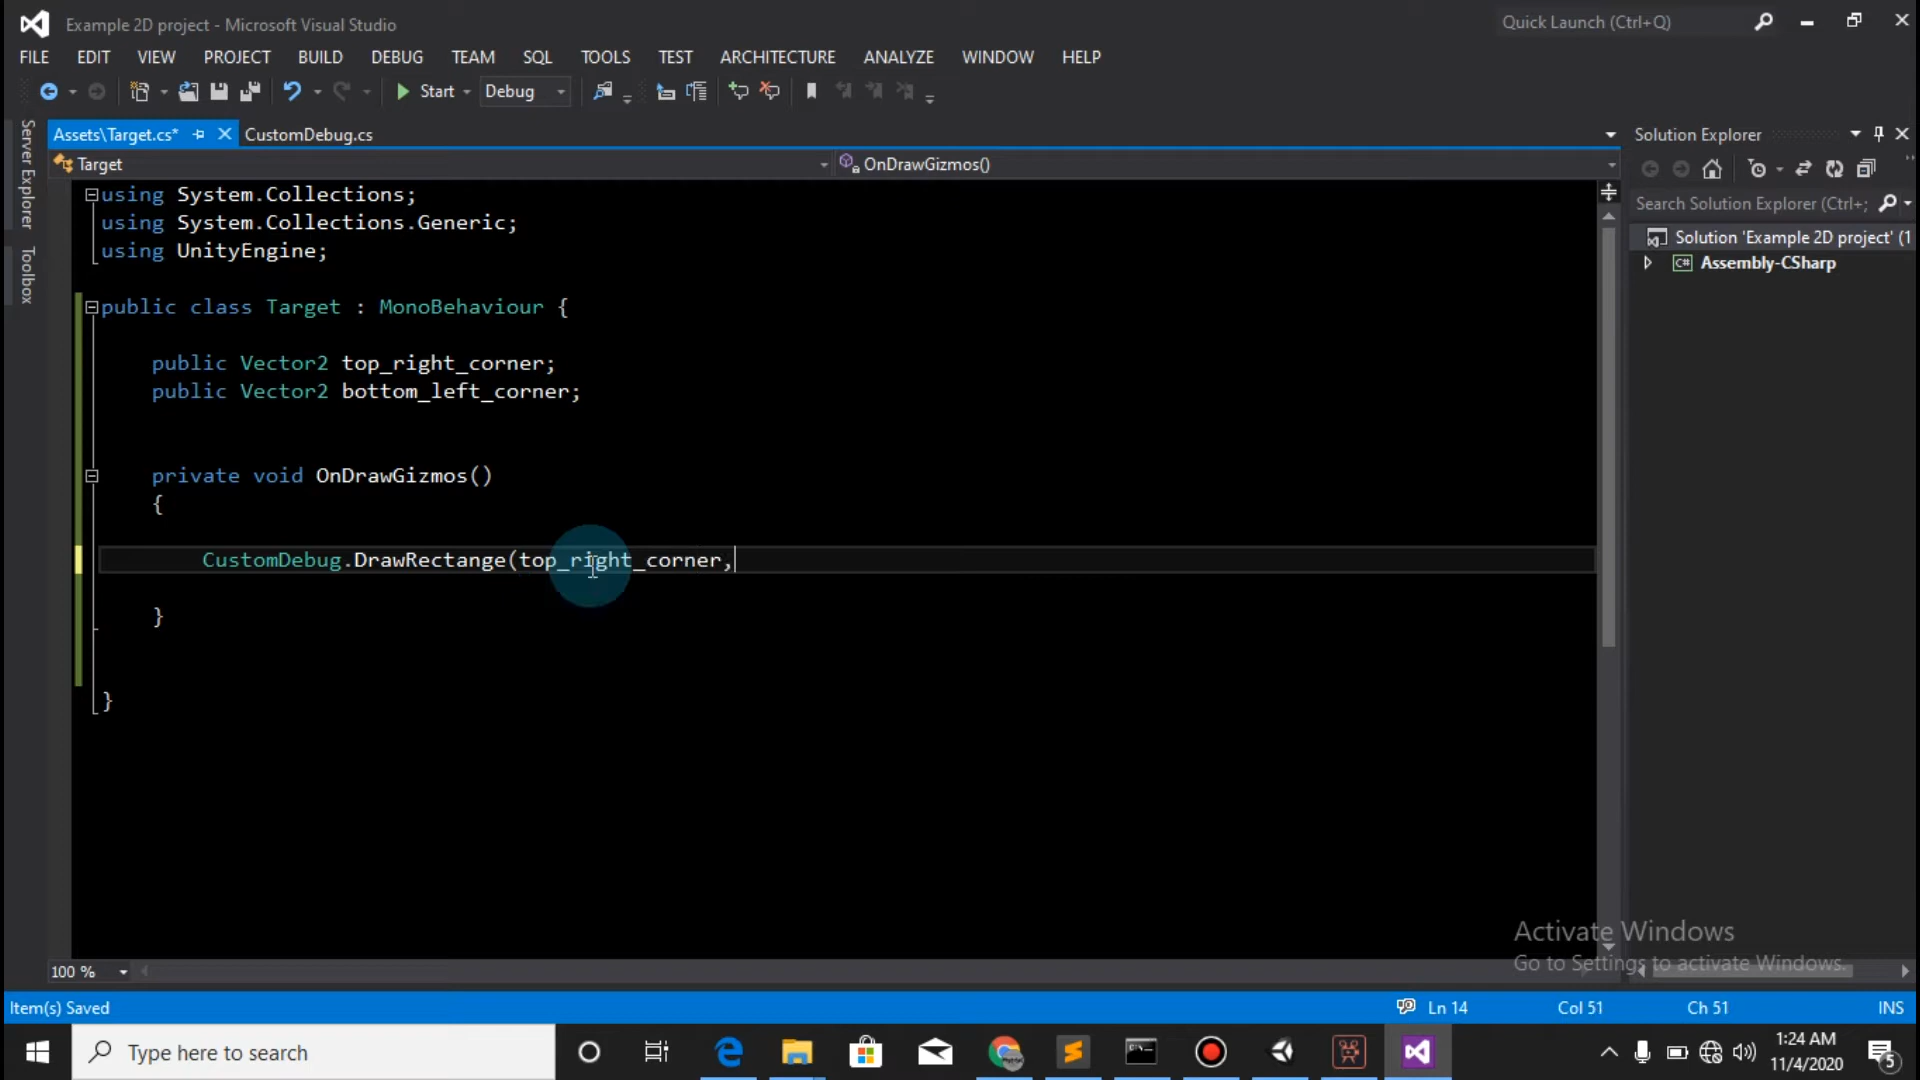 Example 2D project - Microsoft Visual Studio
Quick Launch (Ctrl+Q)
FILE EDIT VIEW PROJECT BUILD DEBUG TEAM SQL TOOLS TEST ARCHITECTURE ANALYZE WINDOW HELP
Start Debug
Server Explorer
Toolbox
Assets\Target.cs* CustomDebug.cs
Target OnDrawGizmos()
using System.Collections;
using System.Collections.Generic;
using UnityEngine;
public class Target : MonoBehaviour {
public Vector2 top_right_corner;
public Vector2 bottom_left_corner;
private void OnDrawGizmos()
{
CustomDebug.DrawRectange(top_right_corner,
}
}
Solution Explorer
Search Solution Explorer (Ctrl+;
Solution 'Example 2D project' (1
C# Assembly-CSharp
Activate Windows
Go to Settings to activate Windows.
100 %
Item(s) Saved Ln 14 Col 51 Ch 51 INS
Type here to search
1:24 AM
11/4/2020
5